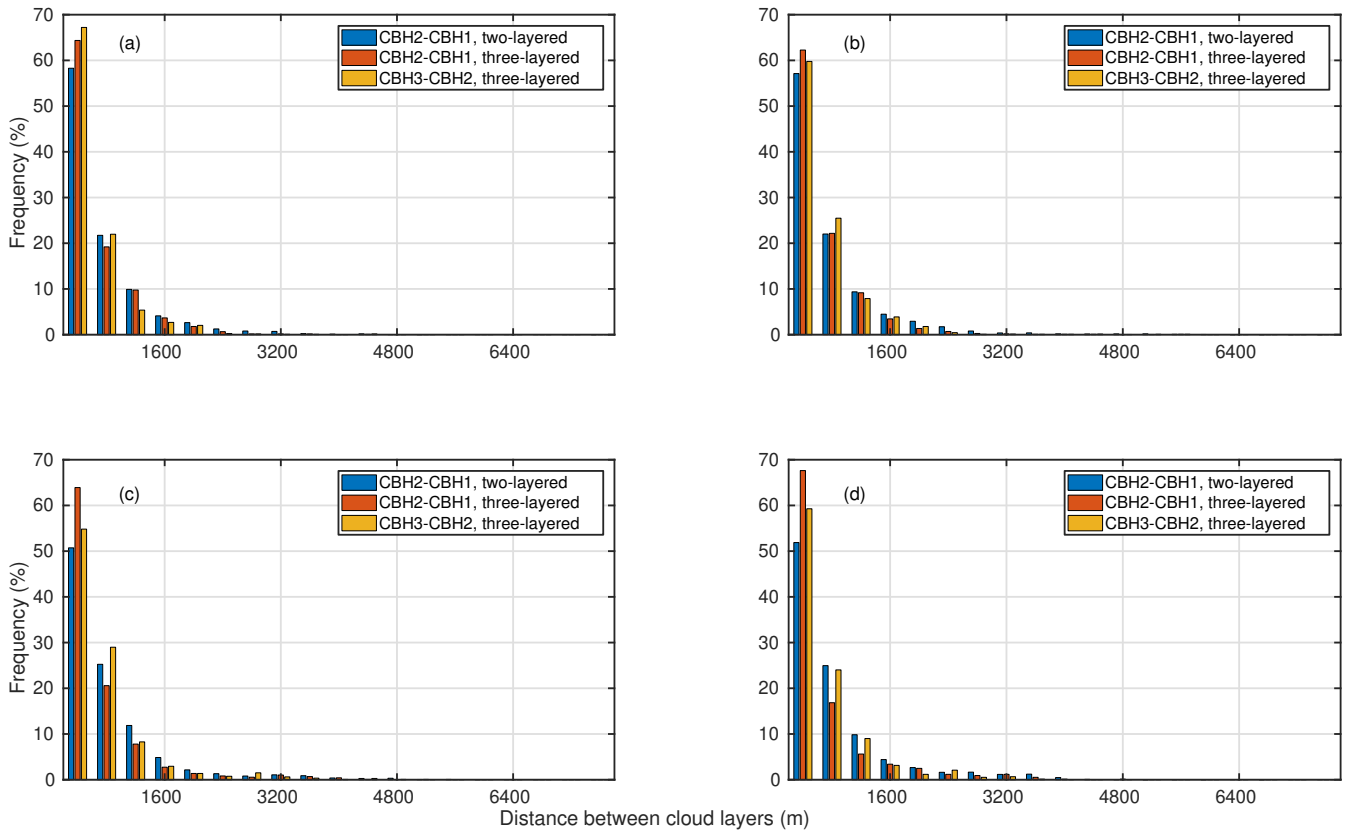 70
60
50
40
30
20
10
0
Frequency (%)
(a)
CBH2-CBH1, two-layered
CBH2-CBH1, three-layered
CBH3-CBH2, three-layered
1600 3200 4800 6400
70
60
50
40
30
20
10
0
(b)
CBH2-CBH1, two-layered
CBH2-CBH1, three-layered
CBH3-CBH2, three-layered
1600 3200 4800 6400
70
60
50
40
30
20
10
0
Frequency (%)
(c)
CBH2-CBH1, two-layered
CBH2-CBH1, three-layered
CBH3-CBH2, three-layered
1600 3200 4800 6400
70
60
50
40
30
20
10
0
(d)
CBH2-CBH1, two-layered
CBH2-CBH1, three-layered
CBH3-CBH2, three-layered
1600 3200 4800 6400
Distance between cloud layers (m)